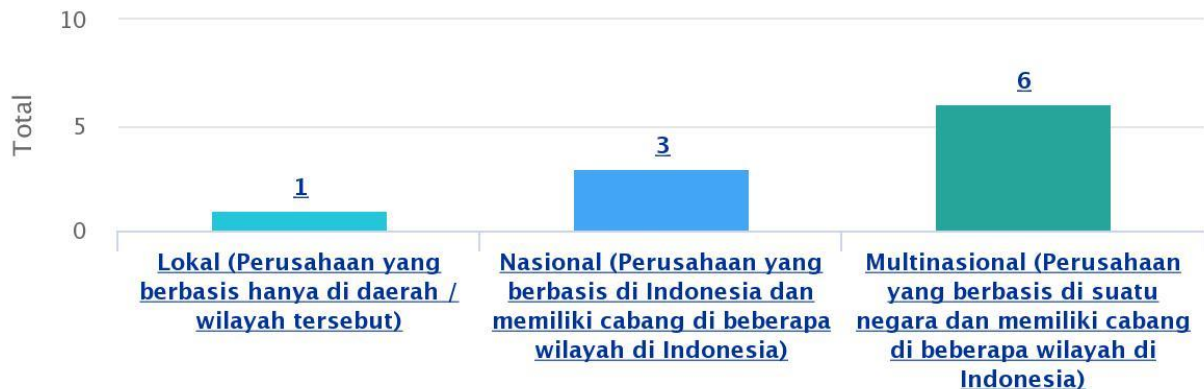 10
Total
5
0
1
3
6
Lokal (Perusahaan yang
berbasis hanya di daerah /
wilayah tersebut)
Nasional (Perusahaan yang
berbasis di Indonesia dan
memiliki cabang di beberapa
wilayah di Indonesia)
Multinasional (Perusahaan
yang berbasis di suatu
negara dan memiliki cabang
di beberapa wilayah di
Indonesia)